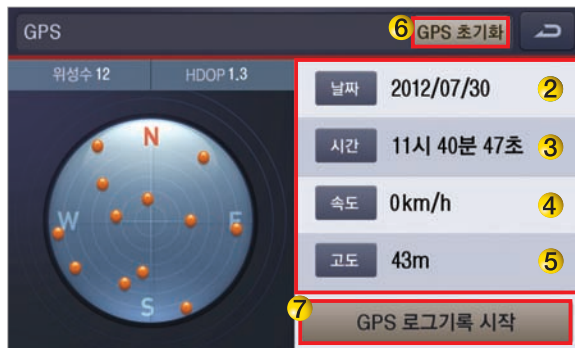 GPS
⑥ GPS 초기화
위성수 12 HDOP 1.3
날짜 2012/07/30 ②
시간 11시 40분 47초 ③
속도 0km/h ④
고도 43m ⑤
N
W E
S
⑦ GPS 로그기록 시작